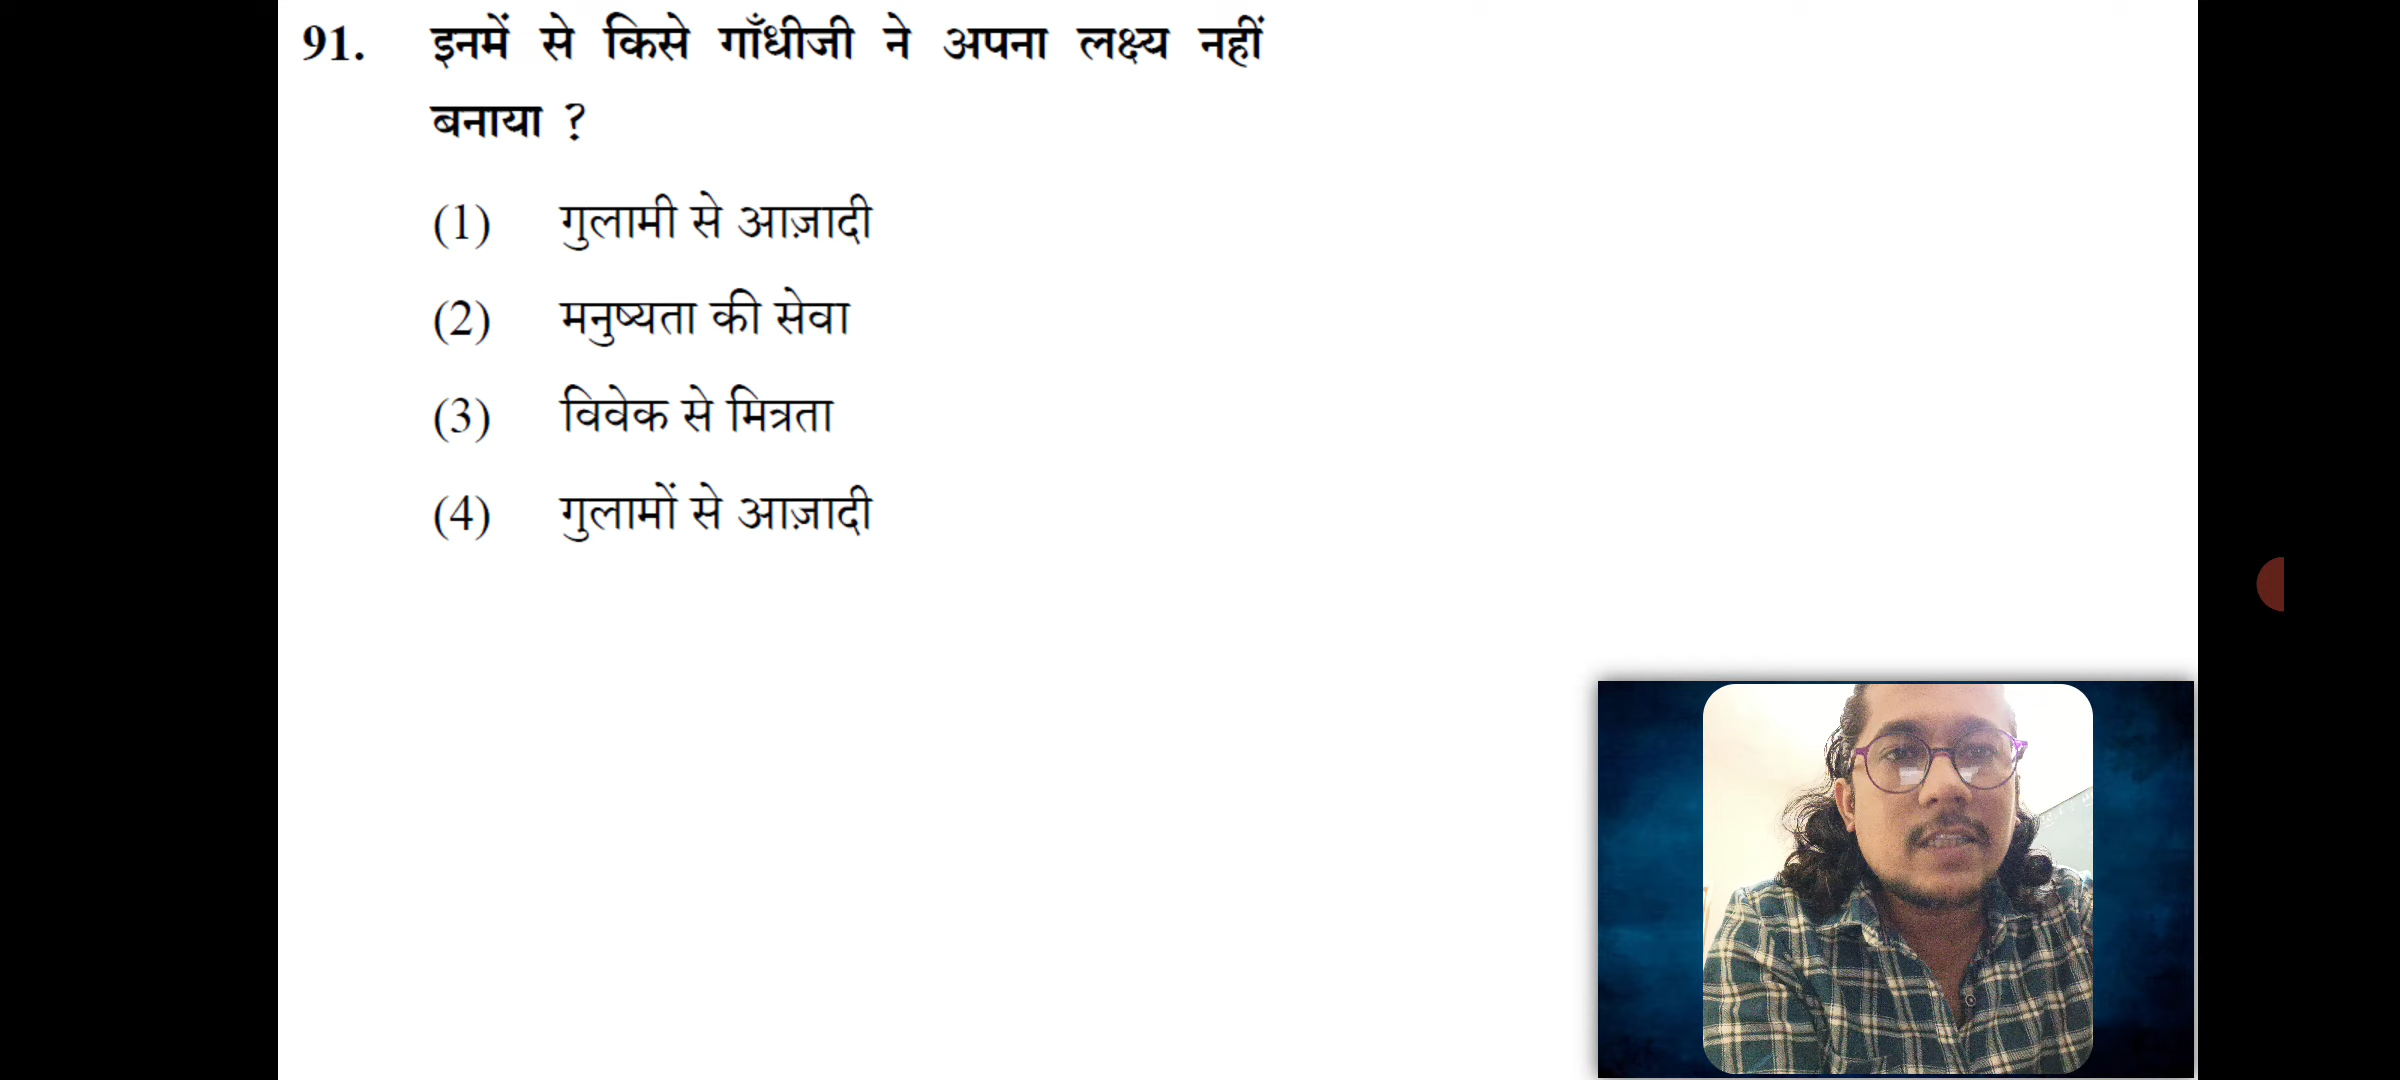 91. इनमें से किसे गाँधीजी ने अपना लक्ष्य नहीं
बनाया ?
(1) गुलामी से आज़ादी
(2) मनुष्यता की सेवा
(3) विवेक से मित्रता
(4) गुलामों से आज़ादी